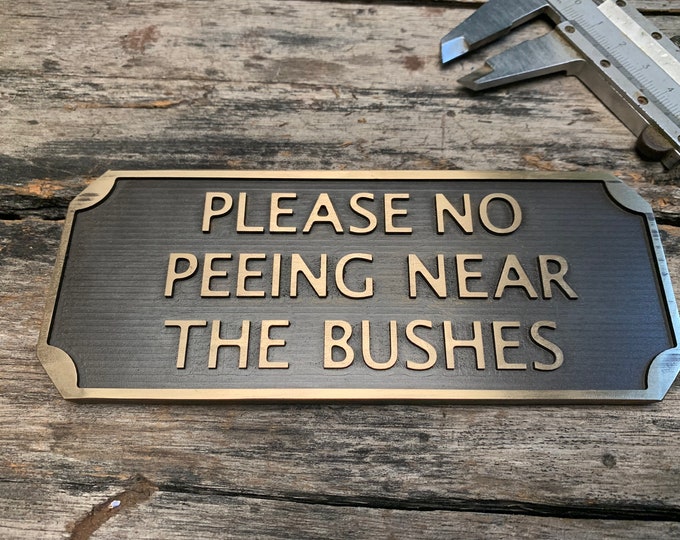 PLEASE NO
PEEING NEAR
THE BUSHES